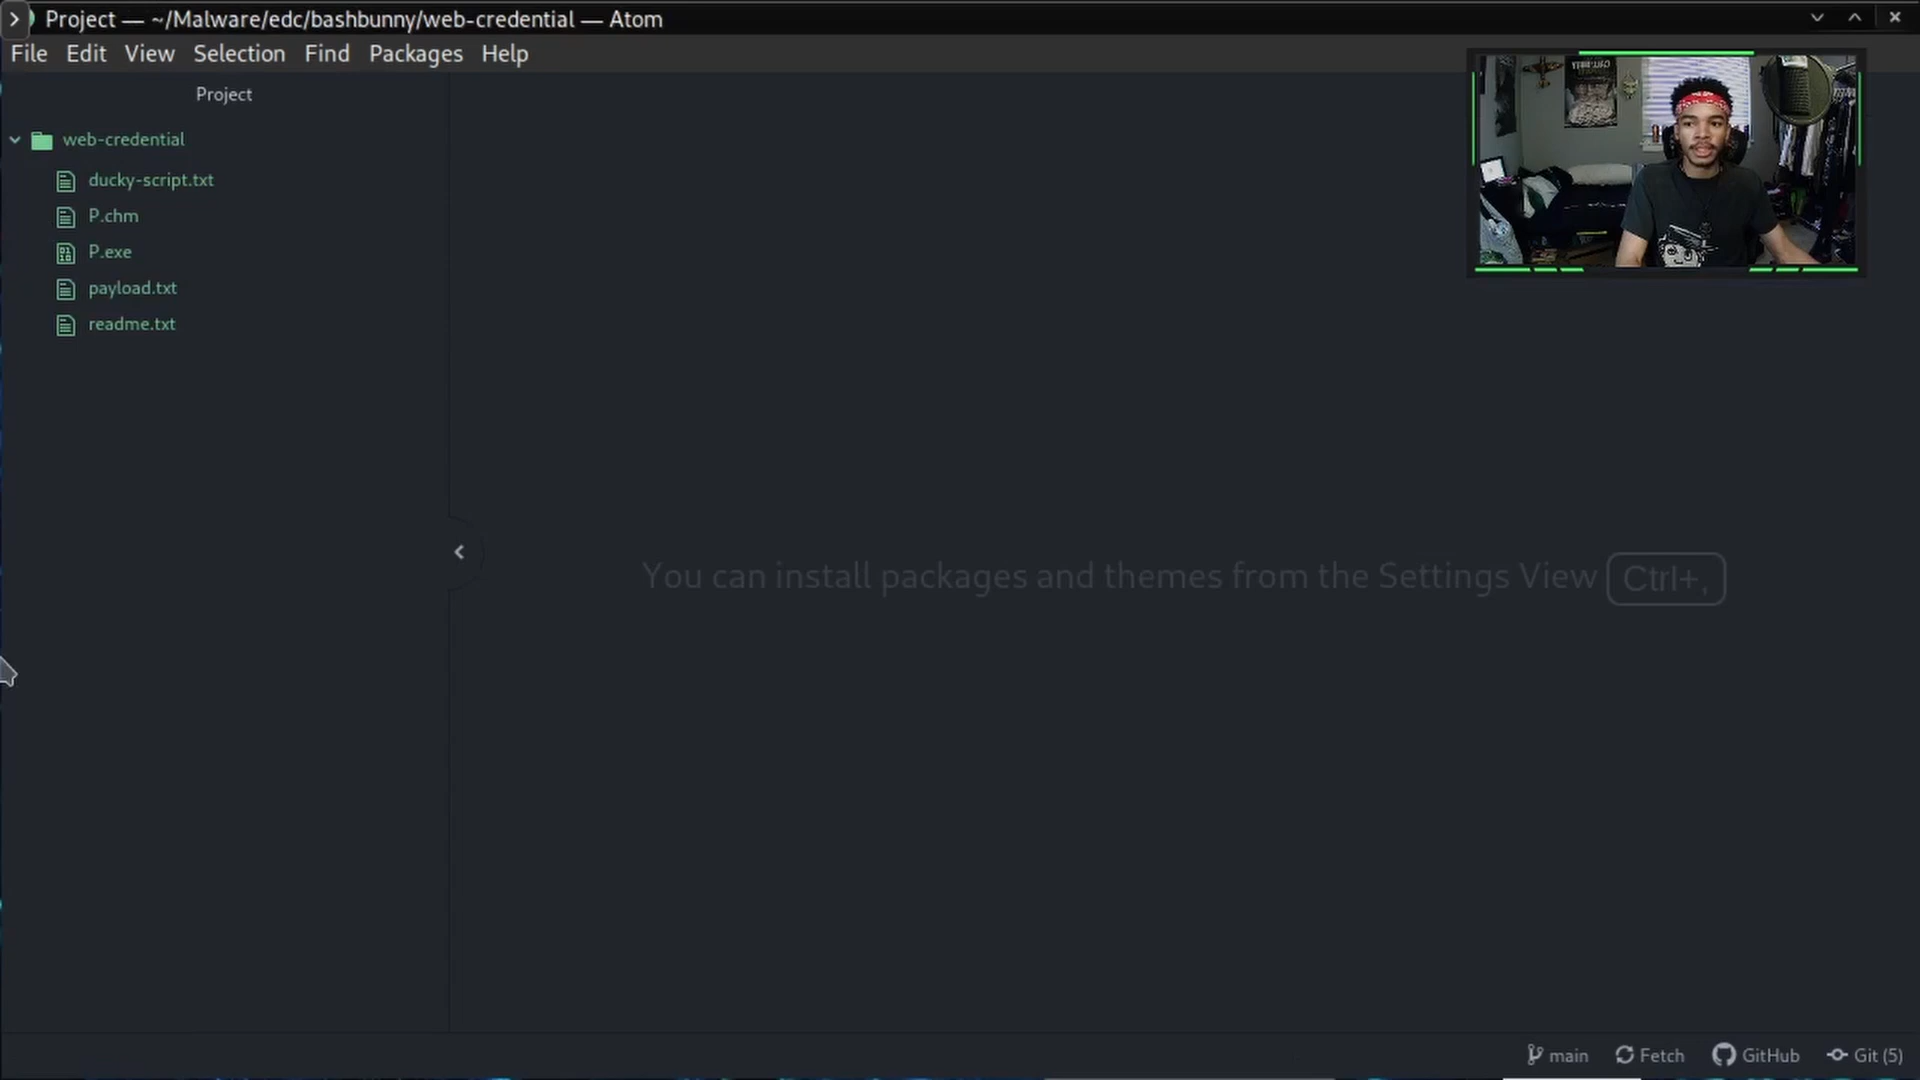 Project — ~/Malware/edc/bashbunny/web-credential — Atom
File Edit View Selection Find Packages Help
Project
web-credential
ducky-script.txt
P.chm
P.exe
payload.txt
readme.txt
You can install packages and themes from the Settings View Ctrl+,
main Fetch GitHub Git (5)